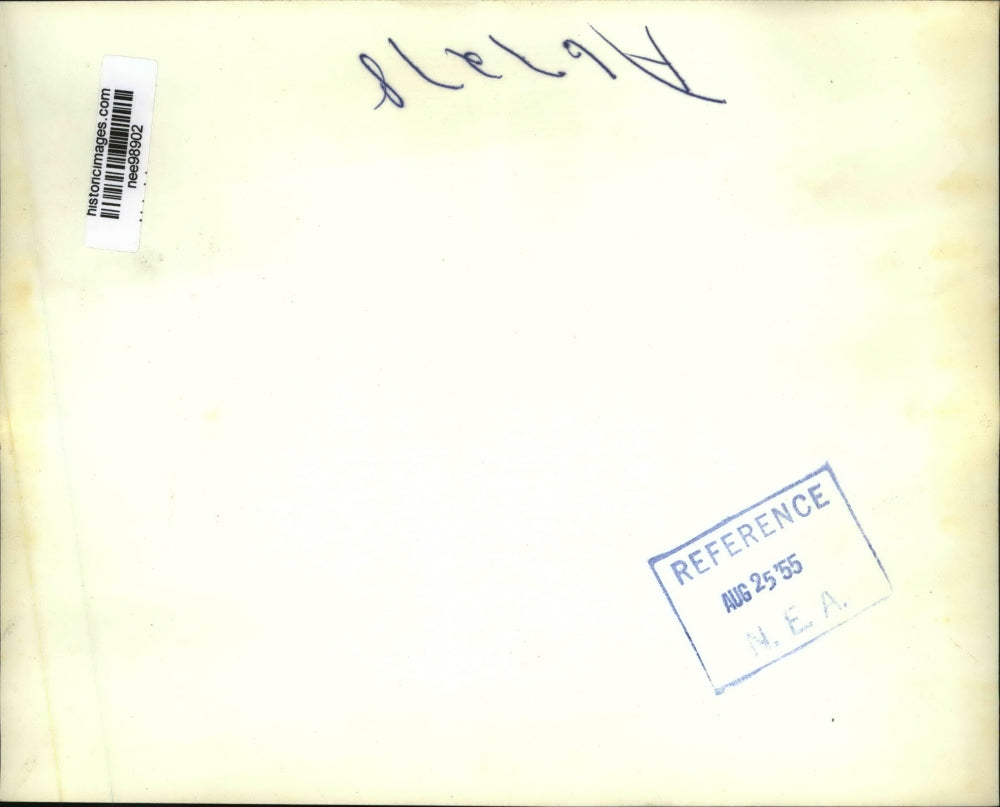 historicimages.com
nee98902
REFERENCE
AUG 25 '55
N. E. A.